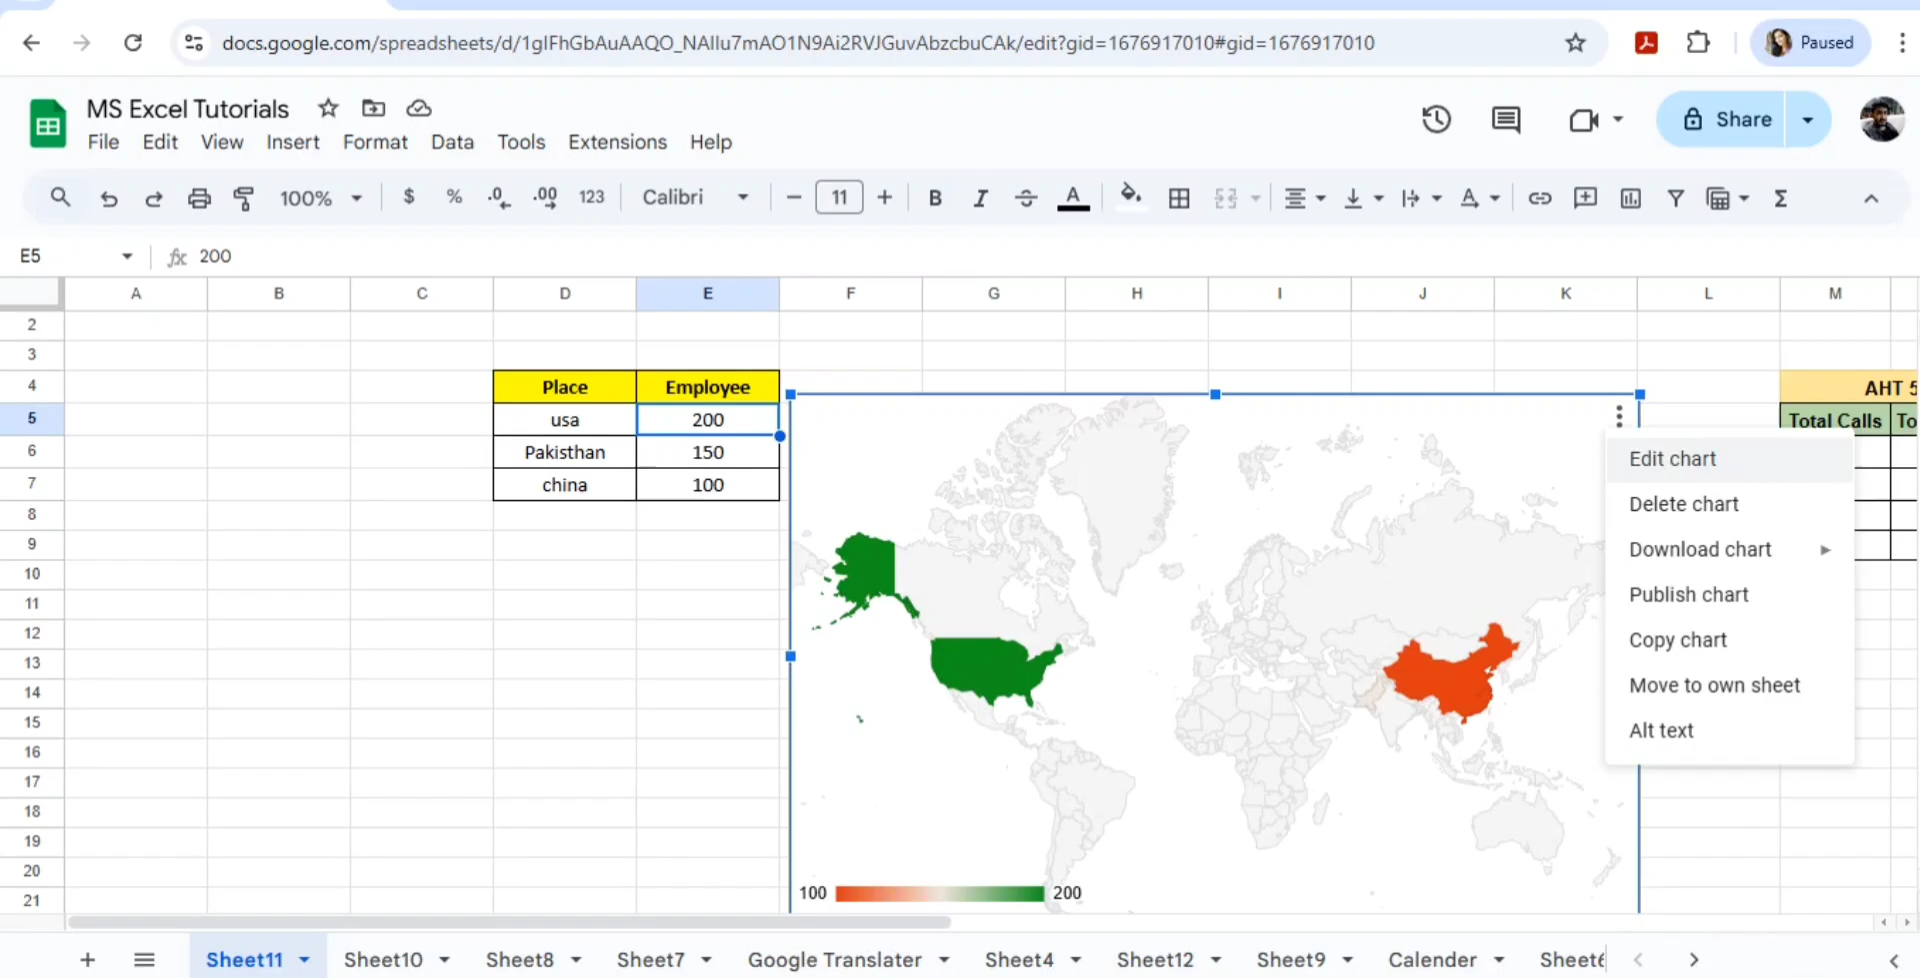 docs.google.com/spreadsheets/d/1gIFhGbAuAAQO_NAIlu7mAO1N9Ai2RVJGuvAbzcbuCAk/edit?gid=1676917010#gid=1676917010
Paused
MS Excel Tutorials
File Edit View Insert Format Data Tools Extensions Help
Share
100% $ % .0 .00 123 Calibri 11 B I A
E5 fx 200
A B C D E F G H I J K L M
2
3
4 Place Employee AHT 5
5 usa 200 Total Calls To
6 Pakisthan 150
7 china 100
8
9
10
11
12
13
14
15
16
17
18
19
20
21
Edit chart
Delete chart
Download chart
Publish chart
Copy chart
Move to own sheet
Alt text
100 200
Sheet11 Sheet10 Sheet8 Sheet7 Google Translater Sheet4 Sheet12 Sheet9 Calender Sheet6